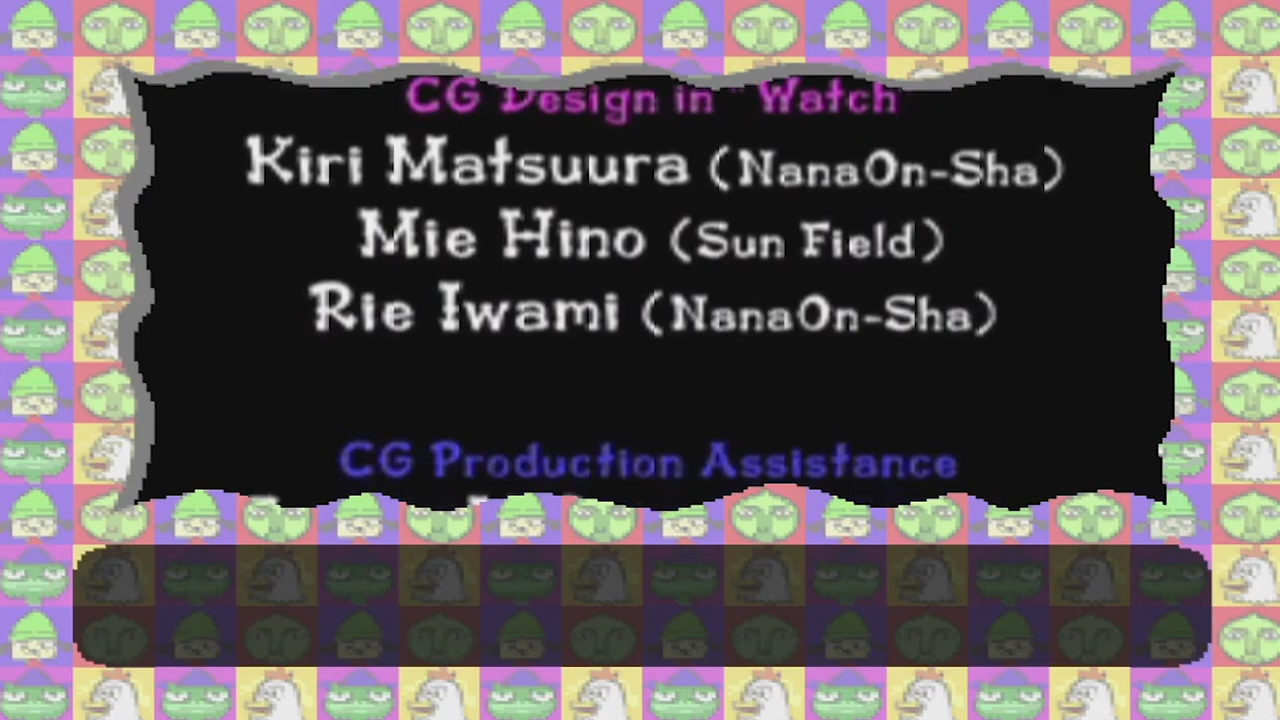 CG Design in " Watch
Kiri Matsuura (NanaOn-Sha)
Mie Hino (Sun Field)
Rie Iwami (NanaOn-Sha)
CG Production Assistance